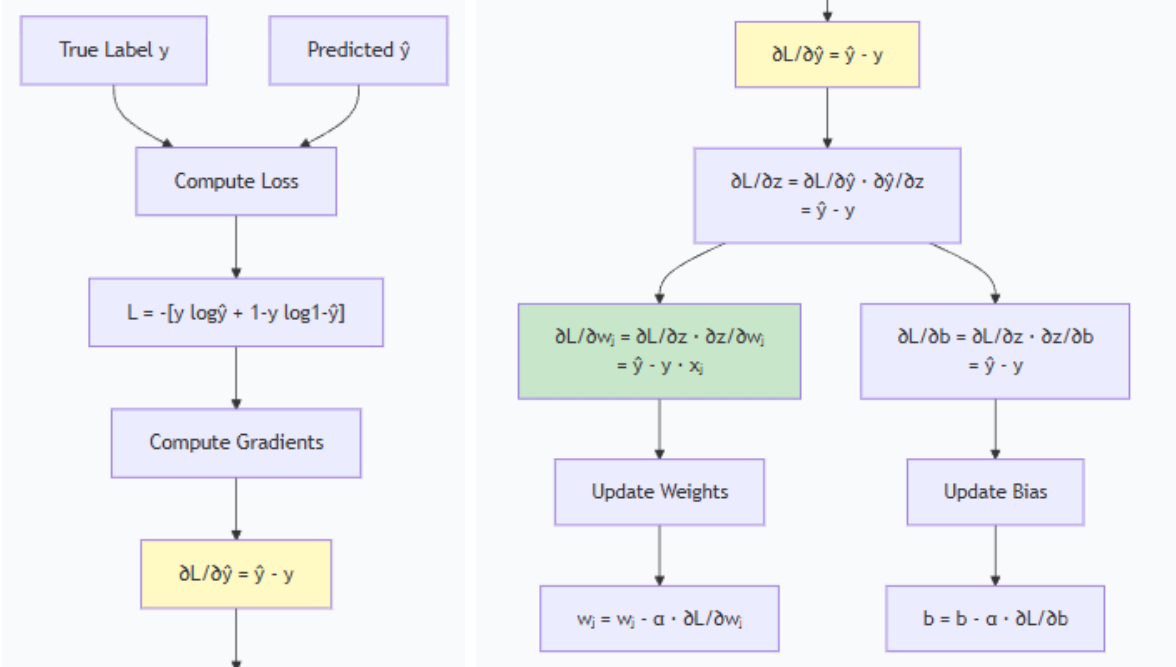 True Label y
Predicted ŷ
Compute Loss
L = -[y logŷ + 1-y log1-ŷ]
Compute Gradients
∂L/∂ŷ = ŷ - y
∂L/∂ŷ = ŷ - y
∂L/∂z = ∂L/∂ŷ · ∂ŷ/∂z
= ŷ - y
∂L/∂wⱼ = ∂L/∂z · ∂z/∂wⱼ
= ŷ - y · xⱼ
∂L/∂b = ∂L/∂z · ∂z/∂b
= ŷ - y
Update Weights
Update Bias
wⱼ = wⱼ - α · ∂L/∂wⱼ
b = b - α · ∂L/∂b